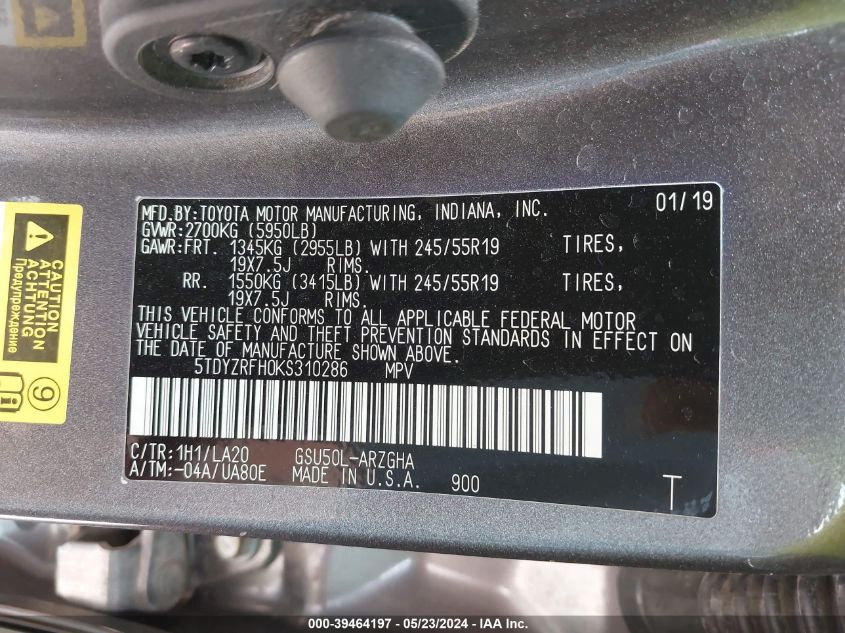 MFD.BY:TOYOTA MOTOR MANUFACTURING, INDIANA, INC. 01/19
GVWR:2700KG (5950LB)
GAWR:FRT. 1345KG (2955LB) WITH 245/55R19 TIRES,
19X7.5J RIMS.
RR. 1550KG (3415LB) WITH 245/55R19 TIRES,
19X7.5J RIMS.
THIS VEHICLE CONFORMS TO ALL APPLICABLE FEDERAL MOTOR
VEHICLE SAFETY AND THEFT PREVENTION STANDARDS IN EFFECT ON
THE DATE OF MANUFACTURE SHOWN ABOVE.
5TDYZRFH0KS310286 MPV
C/TR:1H1/LA20 GSU50L-ARZGHA
A/TM:-04A/UA80E MADE IN U.S.A. 900 T
CAUTION
ATTENTION
ACHTUNG
Предупреждение
9
000-39464197 - 05/23/2024 - IAA Inc.